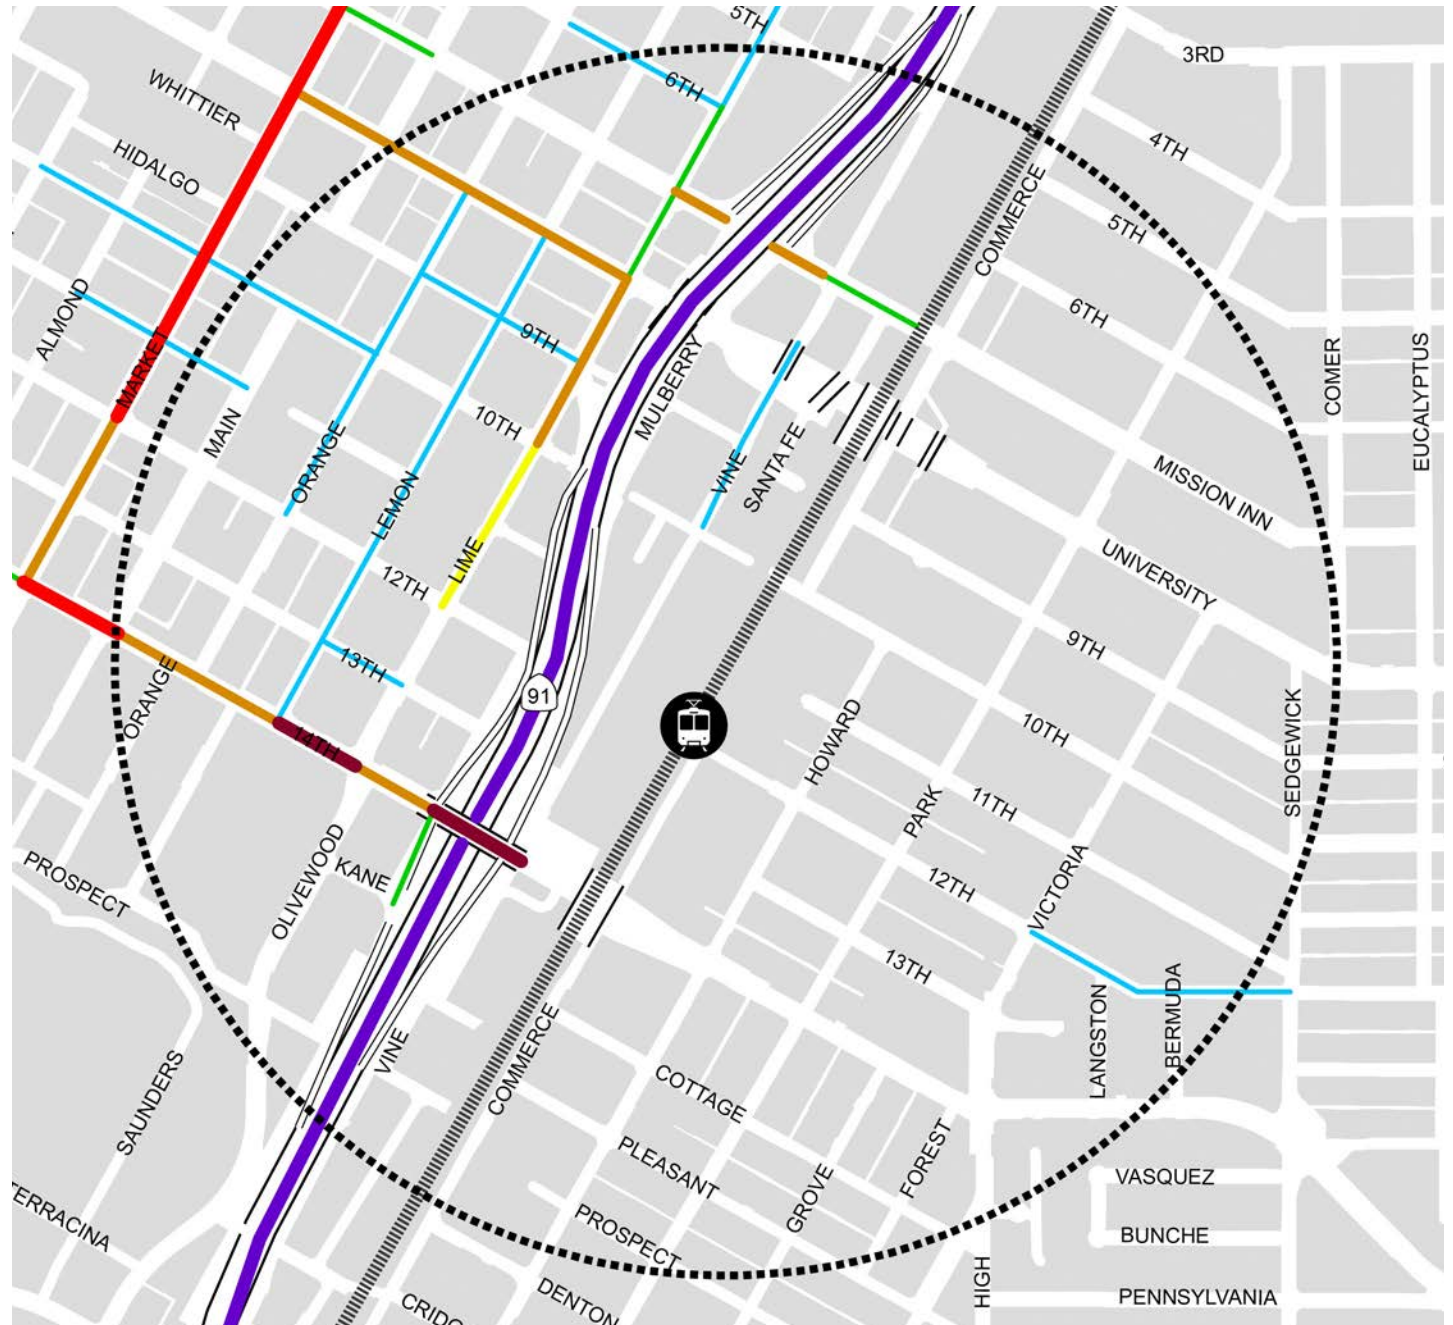 5TH
3RD
6TH
WHITTIER
4TH
HIDALGO
COMMERCE
5TH
ALMOND
6TH
9TH
MARKET
MULBERRY
COMER
EUCALYPTUS
MAIN
10TH
ORANGE
VINE
SANTA FE
LEMON
MISSION INN
LIME
12TH
UNIVERSITY
9TH
13TH
ORANGE
91
14TH
HOWARD
10TH
SEDGEWICK
PARK
11TH
KANE
PROSPECT
OLIVEWOOD
12TH
VICTORIA
13TH
LANGSTON
BERMUDA
VINE
COMMERCE
SAUNDERS
COTTAGE
PLEASANT
FOREST
GROVE
VASQUEZ
PROSPECT
BUNCHE
HIGH
DENTON
PENNSYLVANIA